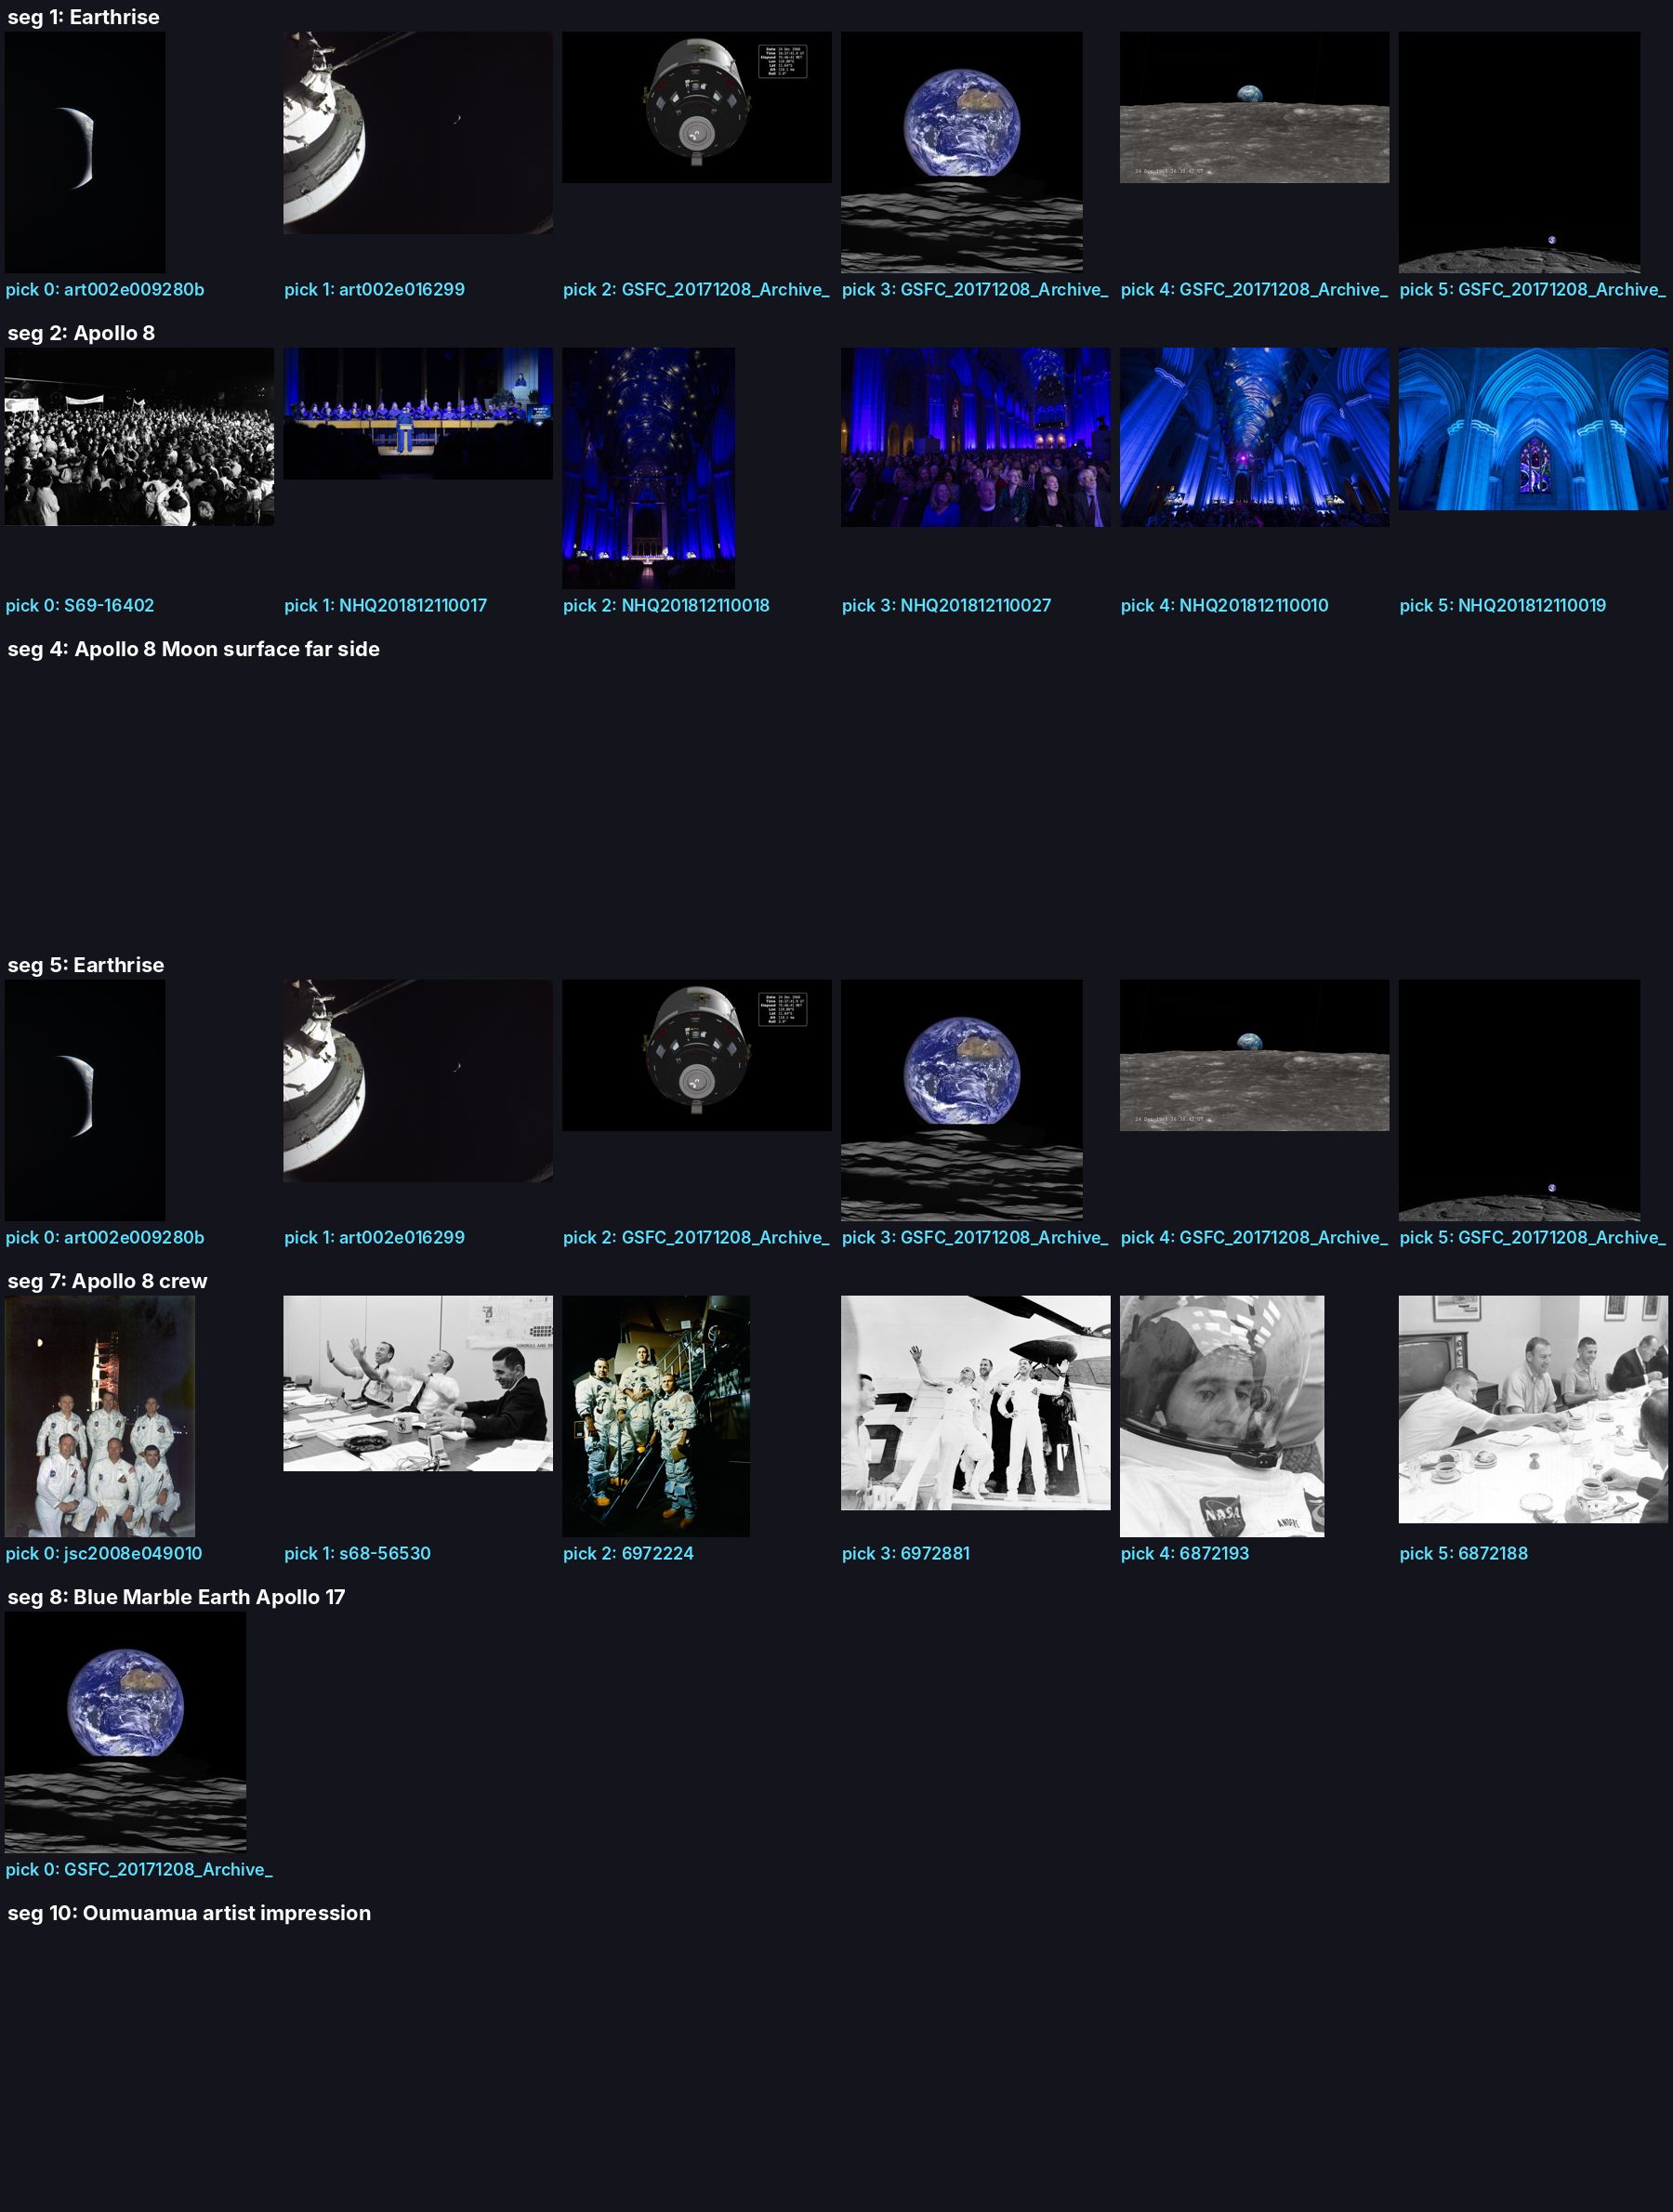 seg 1: Earthrise
pick 0: art002e009280b
pick 1: art002e016299
pick 2: GSFC_20171208_Archive_
pick 3: GSFC_20171208_Archive_
pick 4: GSFC_20171208_Archive_
pick 5: GSFC_20171208_Archive_
seg 2: Apollo 8
pick 0: S69-16402
pick 1: NHQ201812110017
pick 2: NHQ201812110018
pick 3: NHQ201812110027
pick 4: NHQ201812110010
pick 5: NHQ201812110019
seg 4: Apollo 8 Moon surface far side
seg 5: Earthrise
pick 0: art002e009280b
pick 1: art002e016299
pick 2: GSFC_20171208_Archive_
pick 3: GSFC_20171208_Archive_
pick 4: GSFC_20171208_Archive_
pick 5: GSFC_20171208_Archive_
seg 7: Apollo 8 crew
NASA
ANDERS
pick 0: jsc2008e049010
pick 1: s68-56530
pick 2: 6972224
pick 3: 6972881
pick 4: 6872193
pick 5: 6872188
seg 8: Blue Marble Earth Apollo 17
pick 0: GSFC_20171208_Archive_
seg 10: Oumuamua artist impression